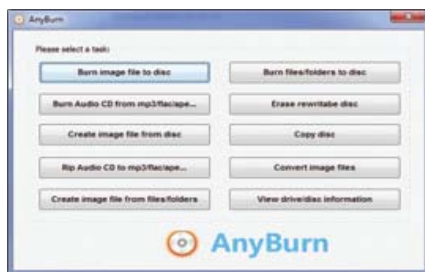 AnyBurn
Please select a task:
Burn image file to disc
Burn files/folders to disc
Burn Audio CD from mp3/flac/ape...
Erase rewritabe disc
Create image file from disc
Copy disc
Rip Audio CD to mp3/flac/ape...
Convert image files
Create image file from files/folders
View drive/disc information
AnyBurn